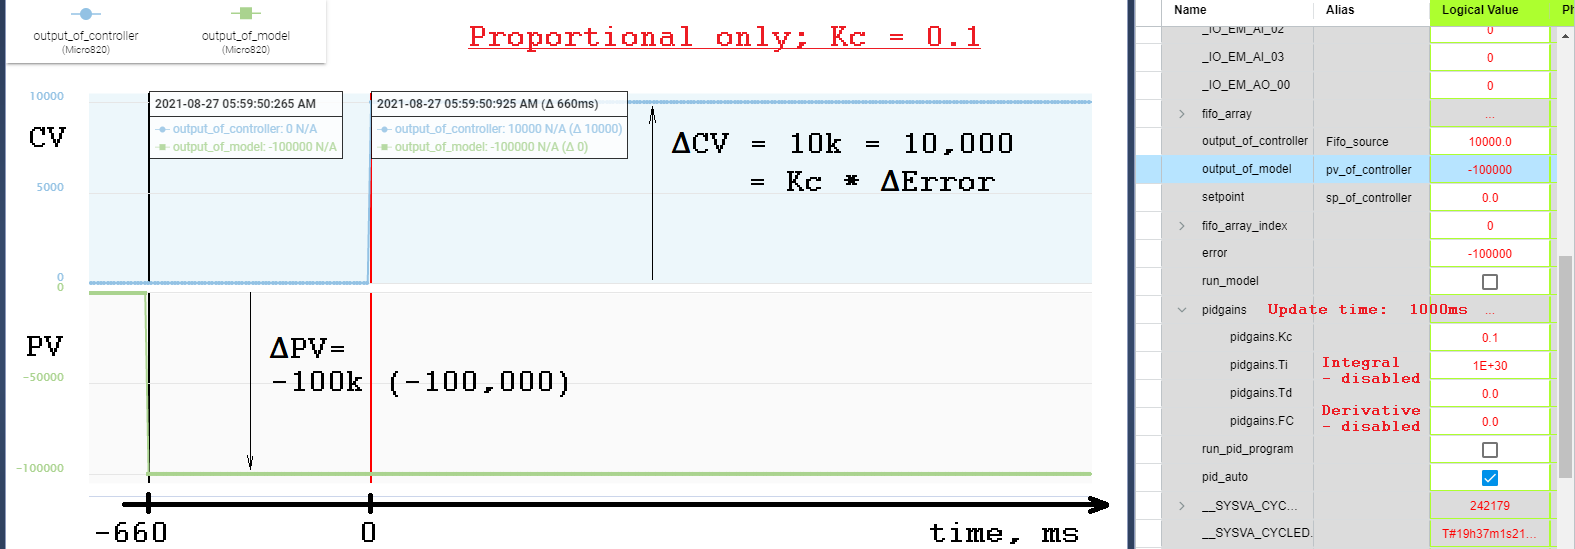 output_of_controller
(Micro820)
output_of_model
(Micro820)
Proportional only; Kc = 0.1
10000
CV
5000
0
2021-08-27 05:59:50:265 AM
output_of_controller: 0 N/A
output_of_model: -100000 N/A
2021-08-27 05:59:50:925 AM (Δ 660ms)
output_of_controller: 10000 N/A (Δ 10000)
output_of_model: -100000 N/A (Δ 0)
ΔCV = 10k = 10,000
= Kc * ΔError
0
PV
-50000
-100000
ΔPV=
-100k (-100,000)
-660
0
time, ms
Name Alias Logical Value Ph
_IO_EM_AI_02 0
_IO_EM_AI_03 0
_IO_EM_AO_00 0
fifo_array ...
output_of_controller Fifo_source 10000.0
output_of_model pv_of_controller -100000
setpoint sp_of_controller 0.0
fifo_array_index 0
error -100000
run_model
pidgains Update time: 1000ms ...
pidgains.Kc 0.1
pidgains.Ti 1E+30
Integral
- disabled
pidgains.Td 0.0
pidgains.FC 0.0
Derivative
- disabled
run_pid_program
pid_auto
__SYSVA_CYC... 242179
__SYSVA_CYCLED. T#19h37m1s21...